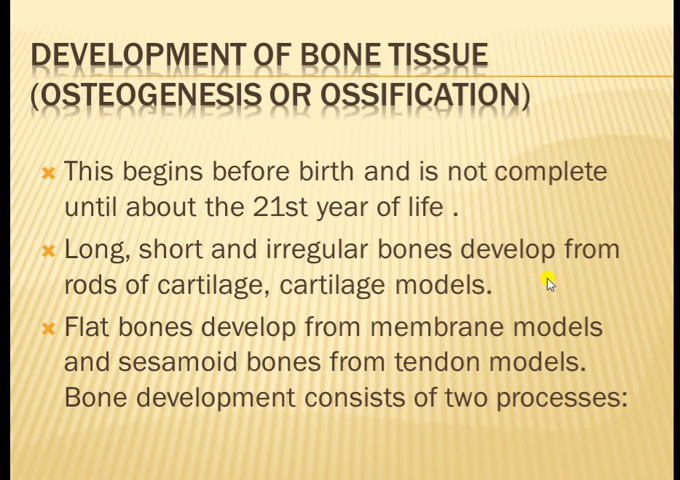 DEVELOPMENT OF BONE TISSUE
(OSTEOGENESIS OR OSSIFICATION)
This begins before birth and is not complete
until about the 21st year of life .
Long, short and irregular bones develop from
rods of cartilage, cartilage models.
Flat bones develop from membrane models
and sesamoid bones from tendon models.
Bone development consists of two processes: